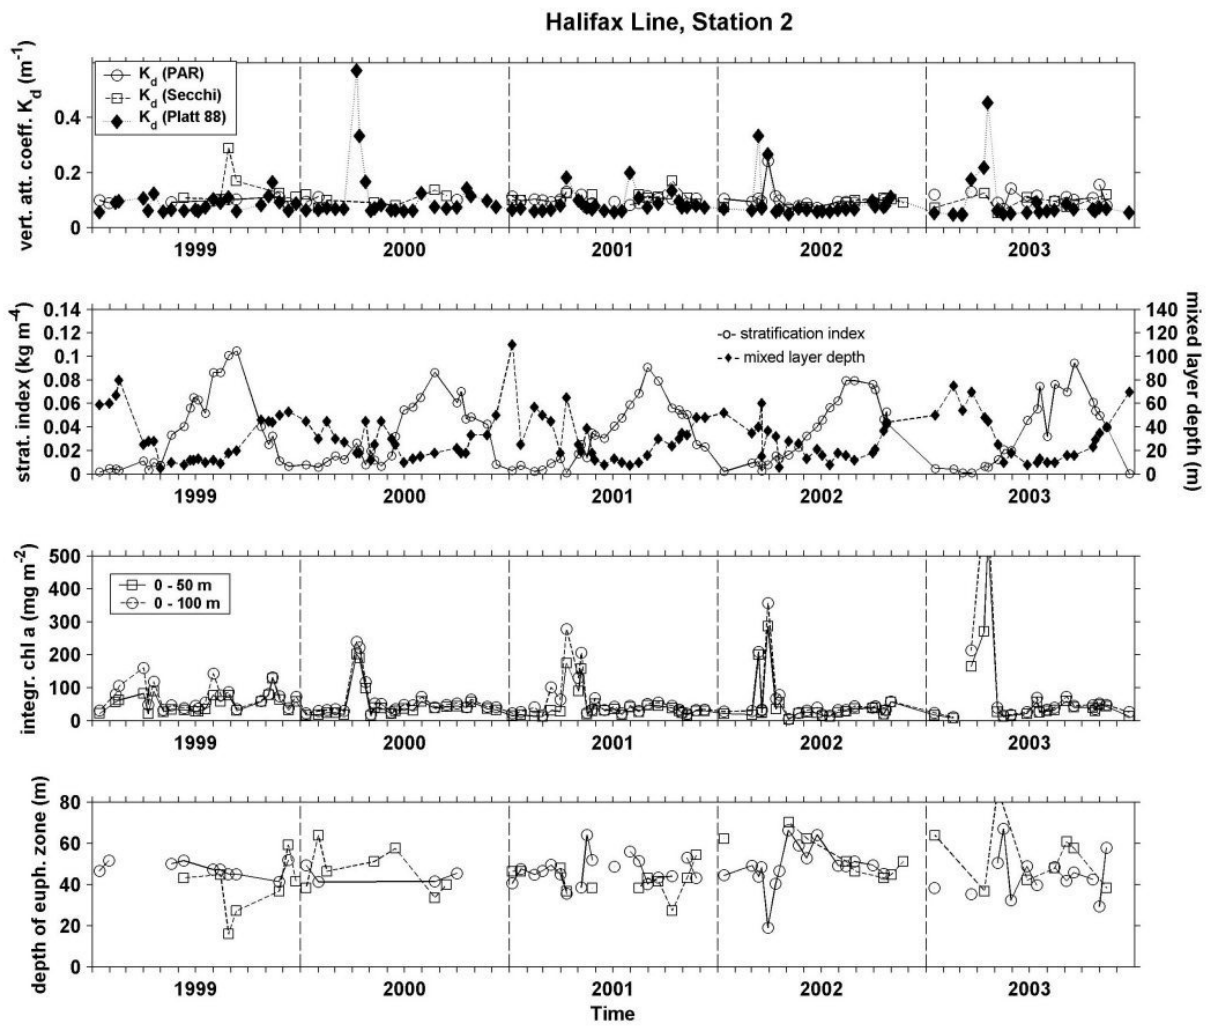 Halifax Line, Station 2
vert. att. coeff. K_d (m^-1)
K_d (PAR)
K_d (Secchi)
K_d (Platt 88)
0.4
0.2
0
1999 2000 2001 2002 2003
strat. index (kg m^-4)
0.14
0.12
0.1
0.08
0.06
0.04
0.02
0
stratification index
mixed layer depth
140
120
100
80
60
40
20
0
mixed layer depth (m)
1999 2000 2001 2002 2003
integr. chl a (mg m^-2)
500
400
300
200
100
0
0 - 50 m
0 - 100 m
1999 2000 2001 2002 2003
depth of euph. zone (m)
80
60
40
20
0
1999 2000 2001 2002 2003
Time